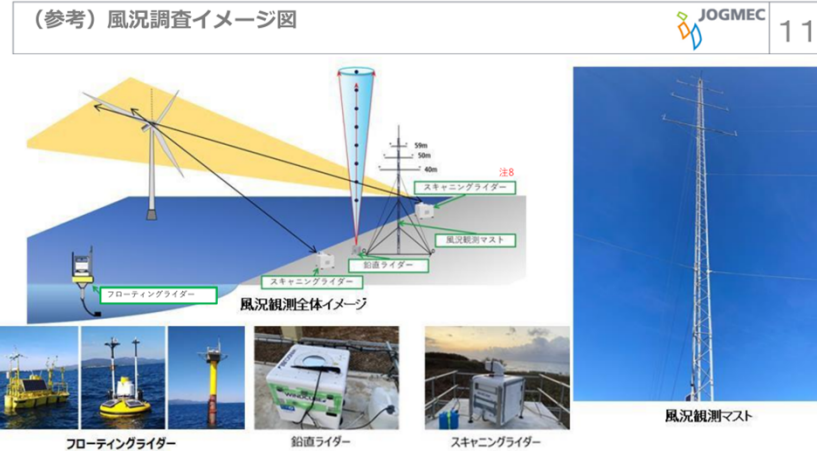 （参考）風況調査イメージ図
JOGMEC
11
59m
50m
40m
注8
スキャニングライダー
風況観測マスト
鉛直ライダー
スキャニングライダー
フローティングライダー
風況観測全体イメージ
フローティングライダー
鉛直ライダー
スキャニングライダー
風況観測マスト